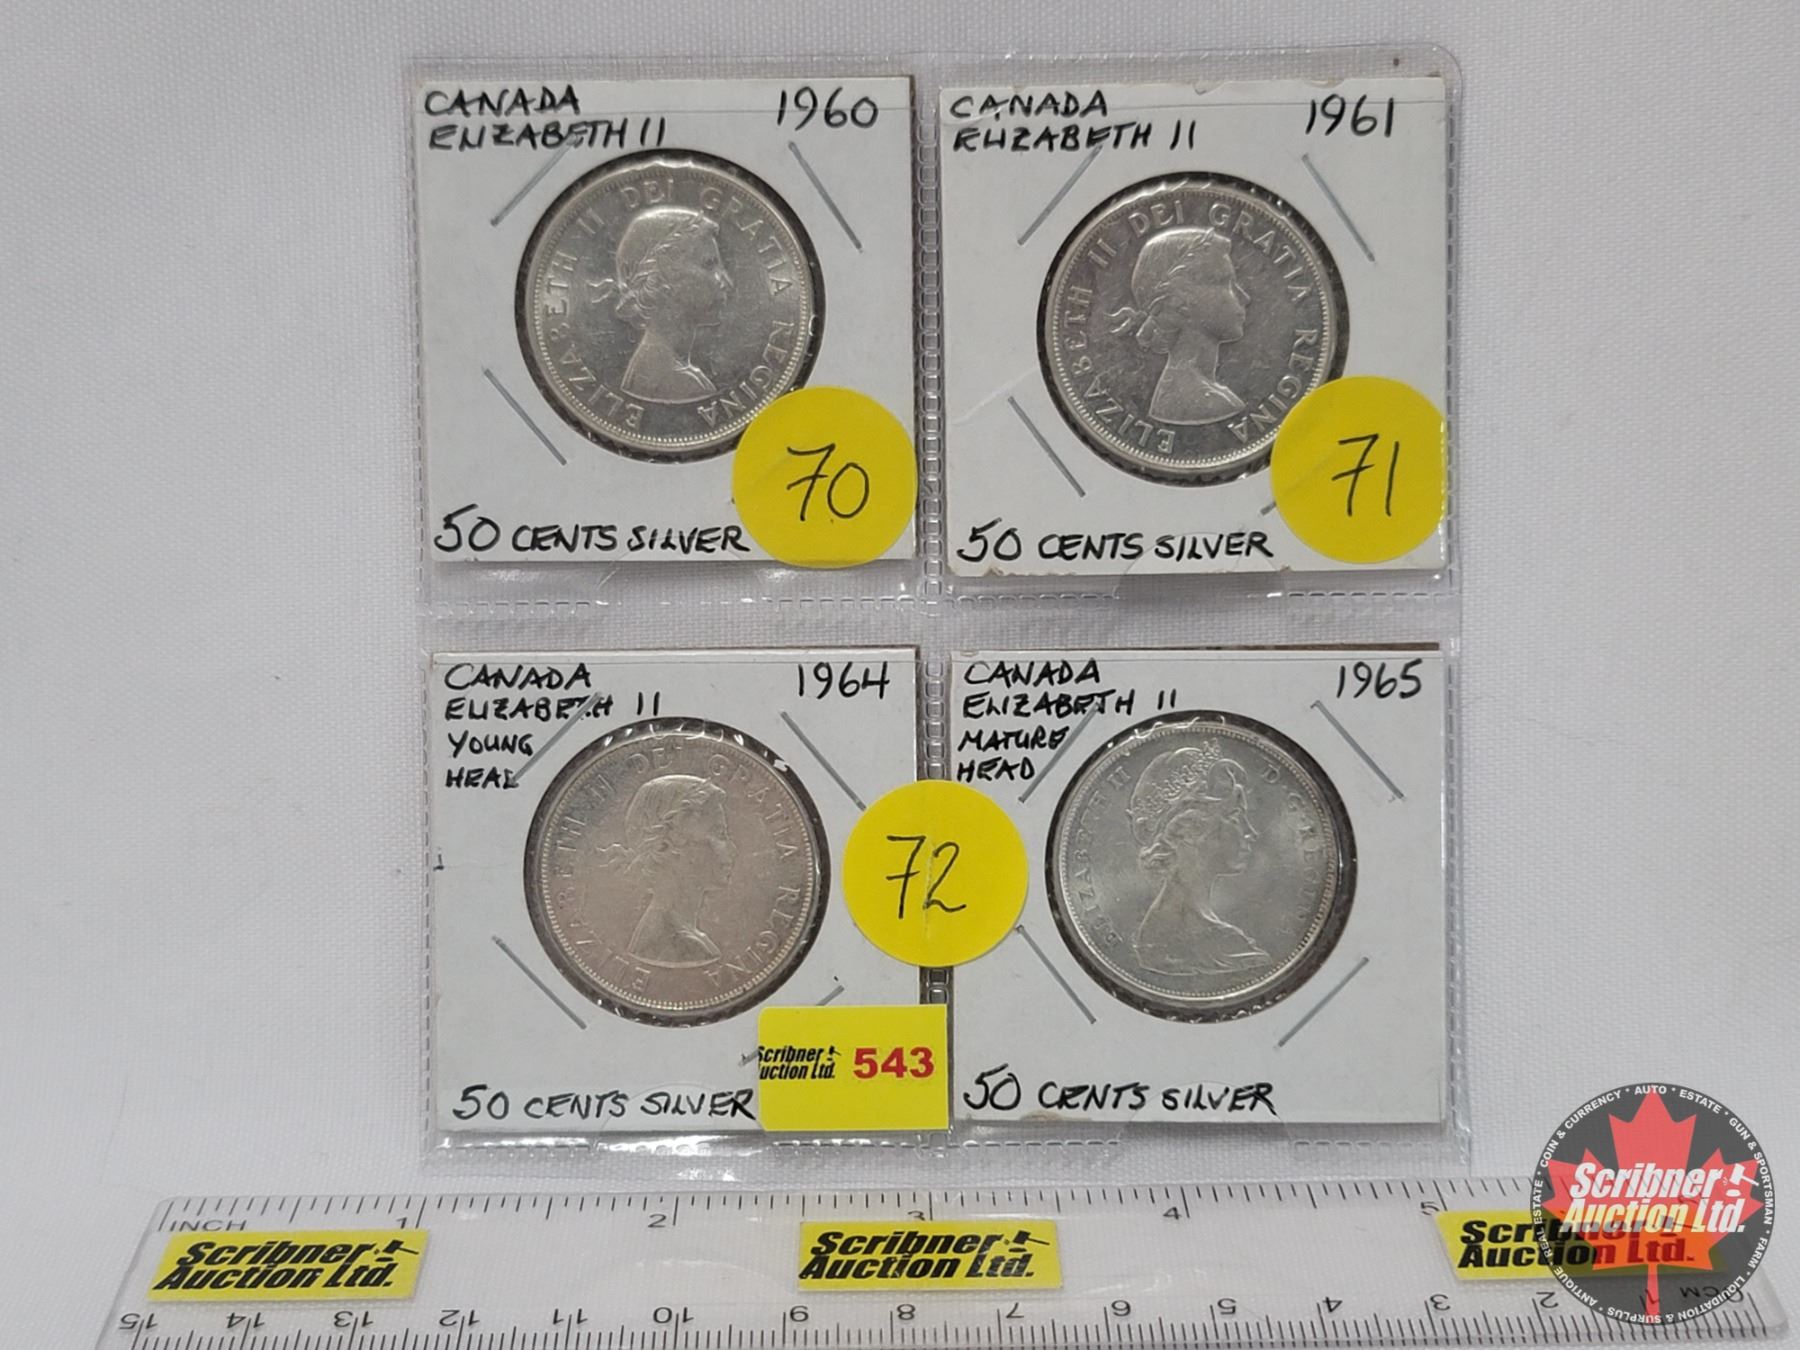 CANADA
ELIZABETH II
1960
ELIZABETH II DEI GRATIA REGINA
50 CENTS SILVER
70
CANADA
ELIZABETH II
1961
ELIZABETH II DEI GRATIA REGINA
50 CENTS SILVER
71
CANADA
ELIZABETH II
YOUNG
HEAD
1964
ELIZABETH II DEI GRATIA REGINA
50 CENTS SILVER
72
Scribner
Auction Ltd.
543
CANADA
ELIZABETH II
MATURE
HEAD
1965
ELIZABETH II D·G·REGINA
50 CENTS SILVER
INCH 1 2 3 4 5
Scribner
Auction Ltd.
Scribner
Auction Ltd.
Scribner
Auction Ltd.
15 14 13 12 11 10 9 8 7 6 5 4 3 2 1 0 CM
REAL ESTATE * COIN & CURRENCY * AUTO * ESTATE * GUN & SPORTSMAN * FARM * LIQUIDATION & SURPLUS * ANTIQUE
Scribner
Auction Ltd.